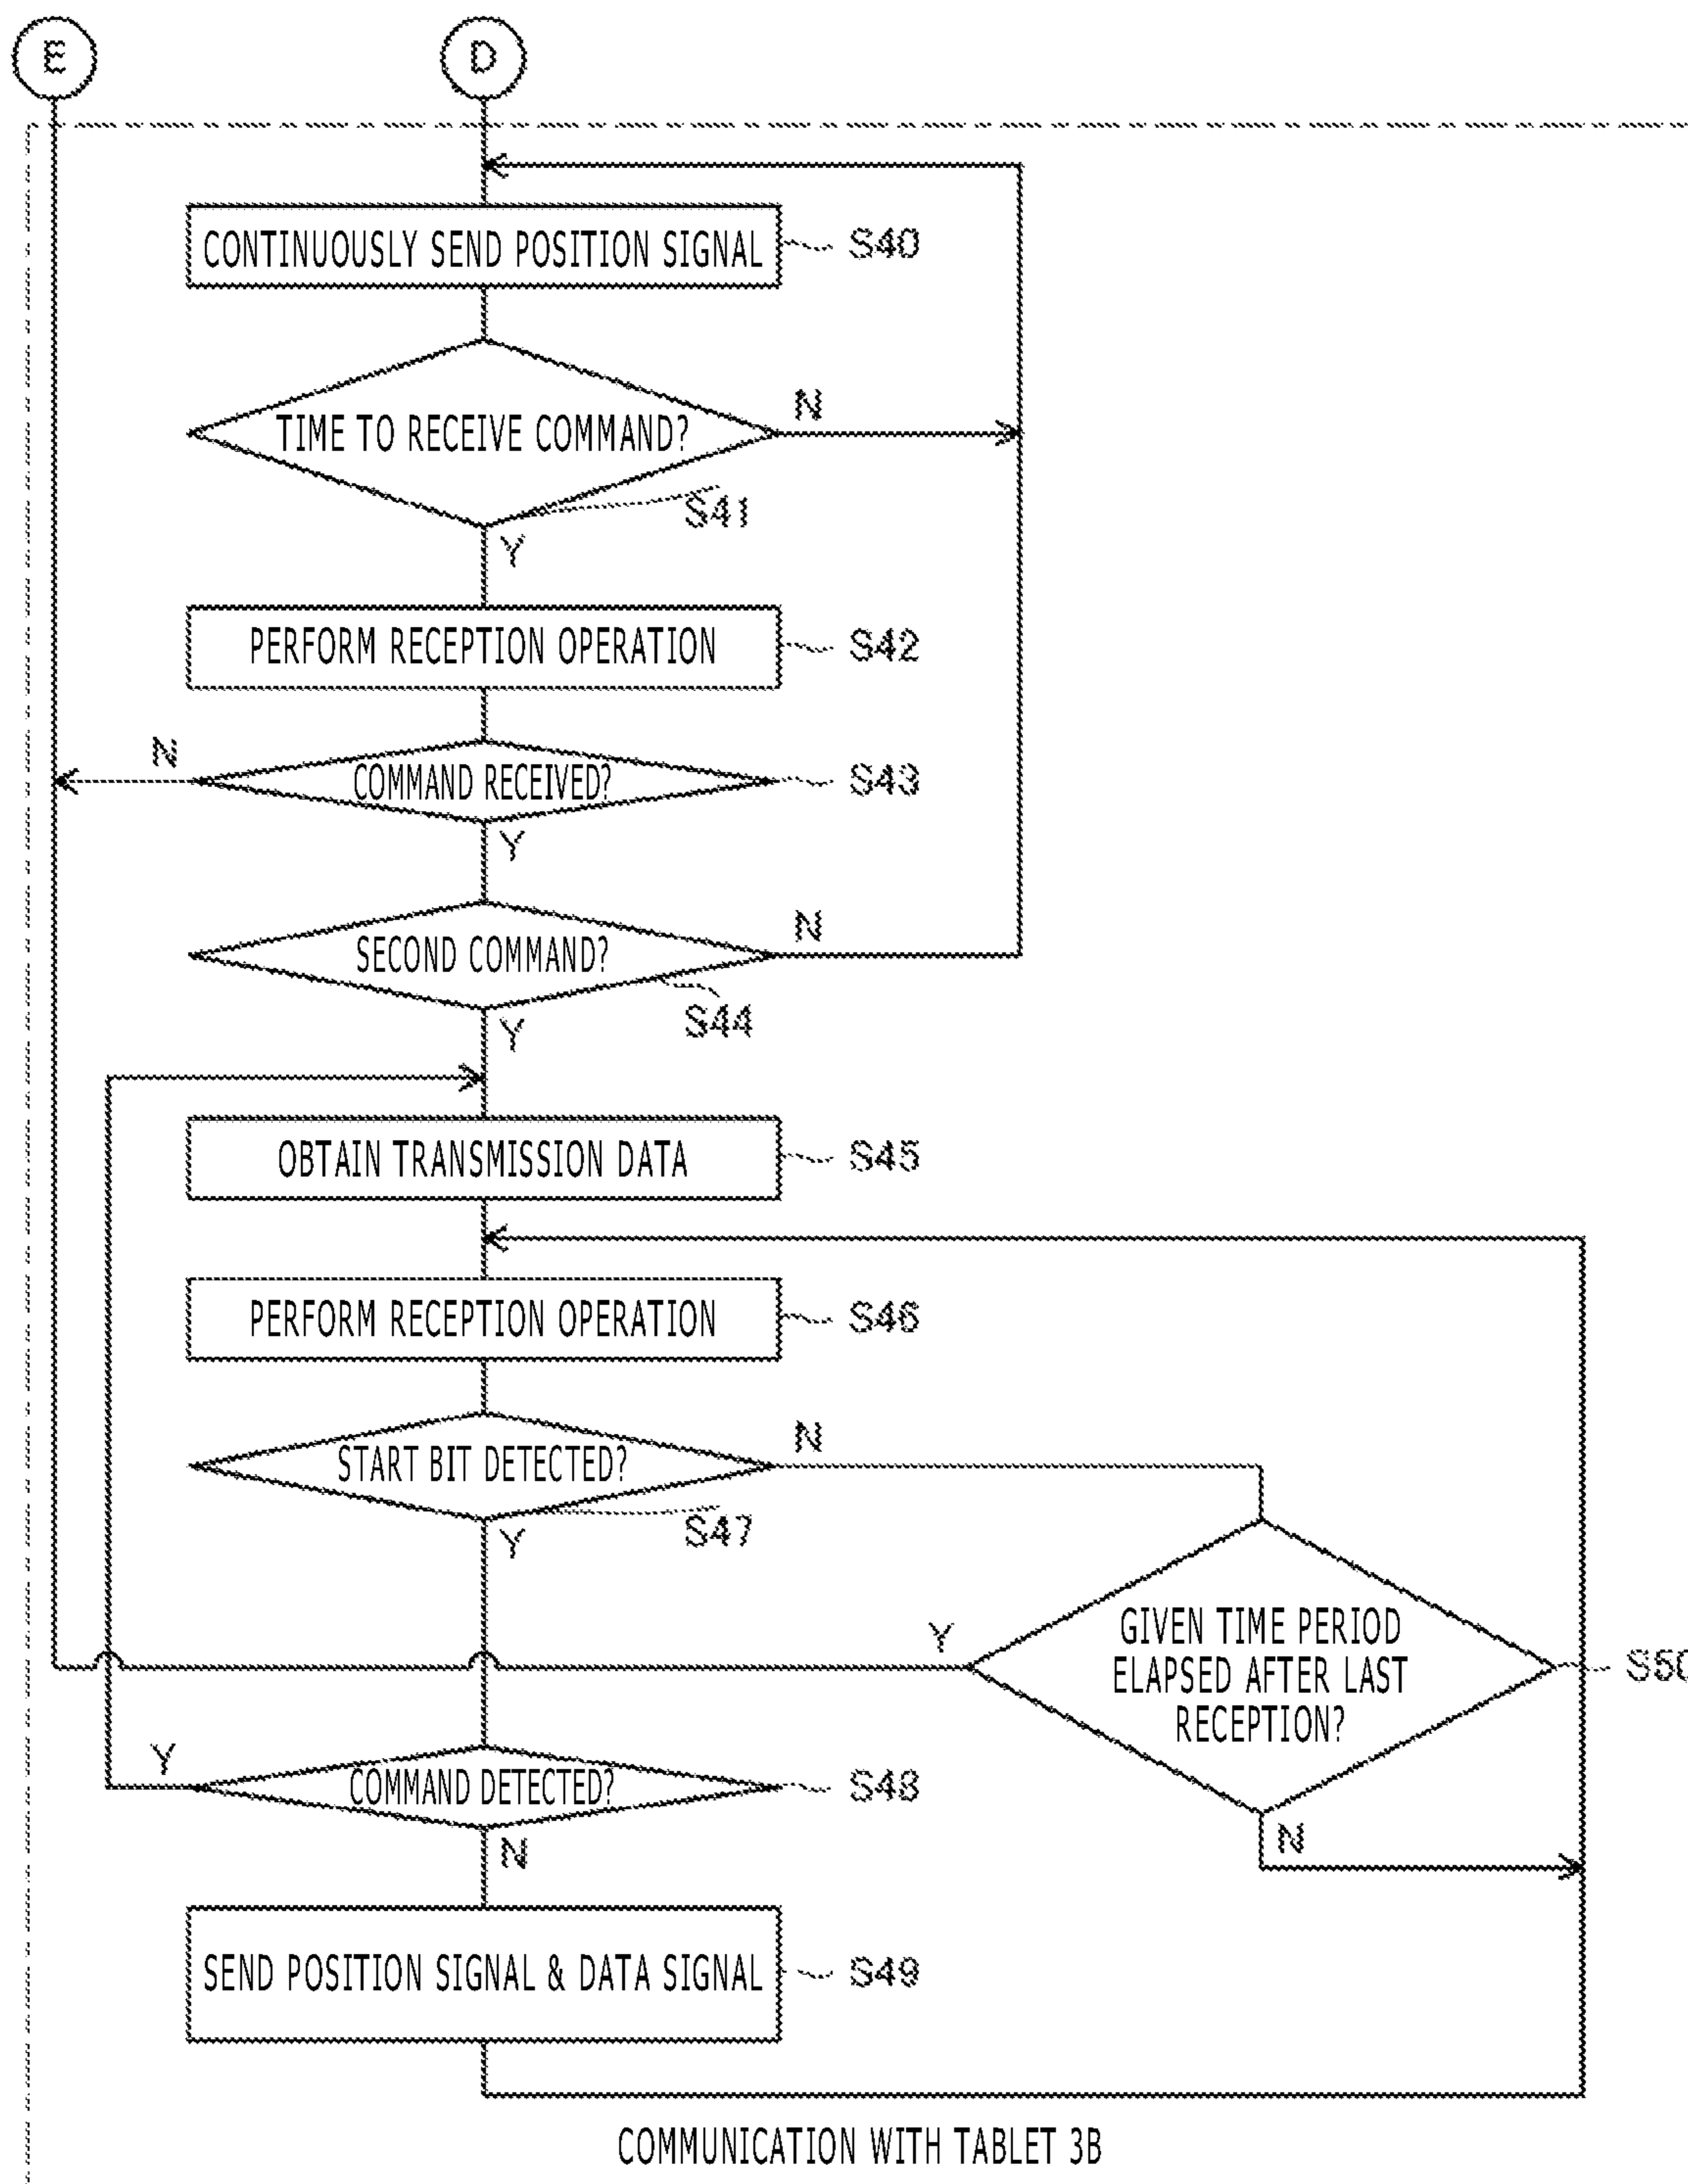 E
D
CONTINUOUSLY SEND POSITION SIGNAL
S40
TIME TO RECEIVE COMMAND?
N
S41
Y
PERFORM RECEPTION OPERATION
S42
N
COMMAND RECEIVED?
S43
Y
SECOND COMMAND?
N
S44
Y
OBTAIN TRANSMISSION DATA
S45
PERFORM RECEPTION OPERATION
S46
START BIT DETECTED?
N
S47
Y
Y
GIVEN TIME PERIOD
ELAPSED AFTER LAST
RECEPTION?
S50
Y
COMMAND DETECTED?
S48
N
N
SEND POSITION SIGNAL & DATA SIGNAL
S49
COMMUNICATION WITH TABLET 3B